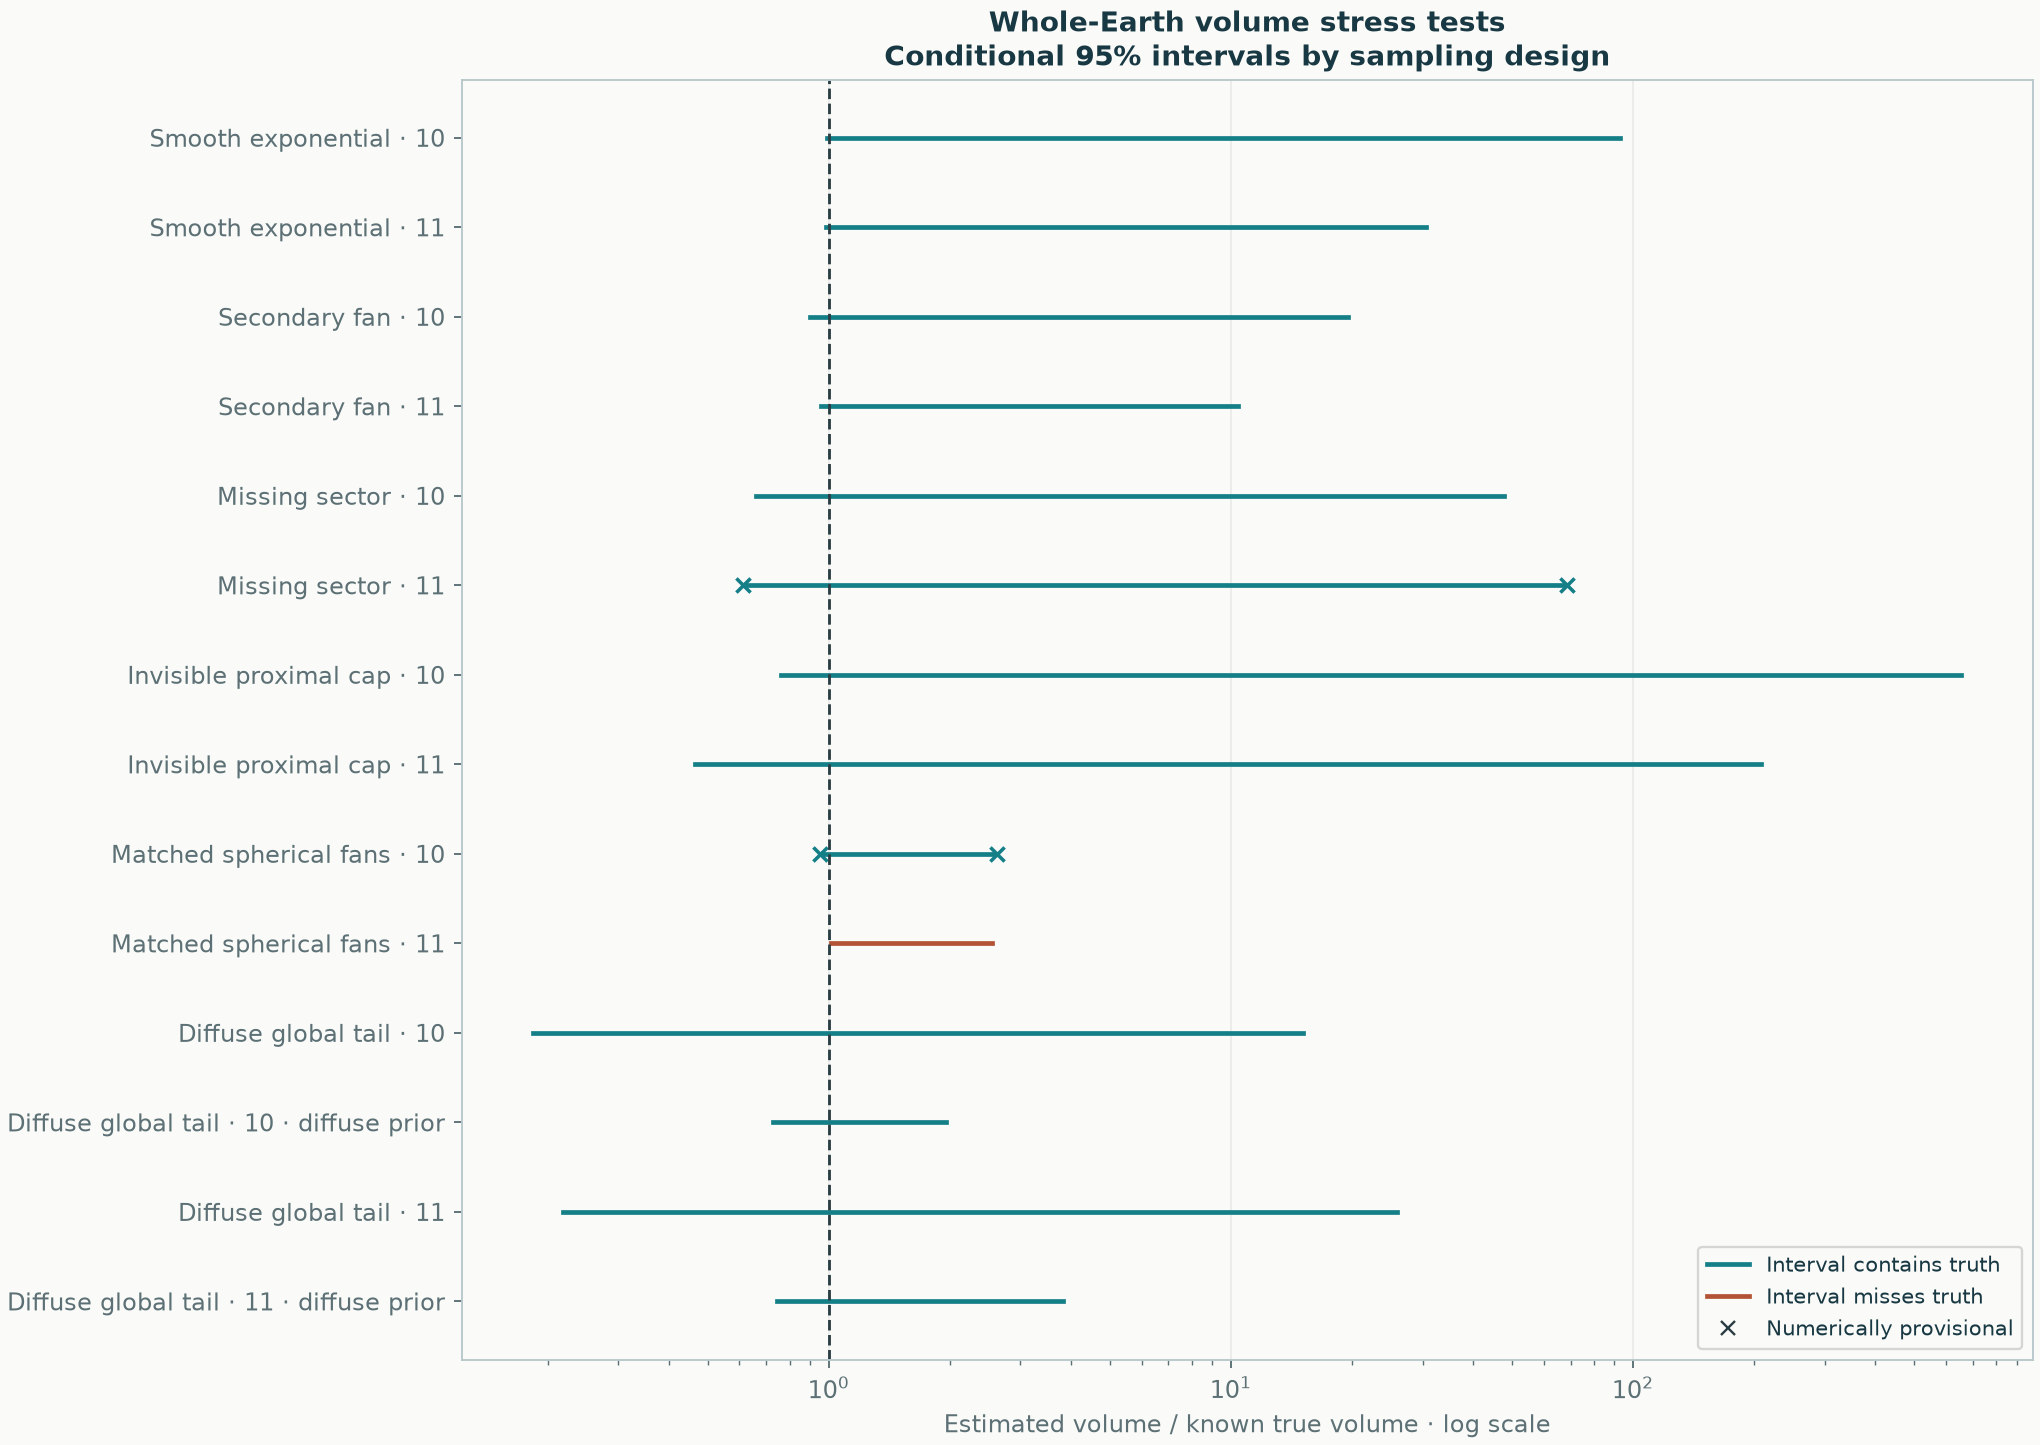 Whole-Earth volume stress tests
Conditional 95% intervals by sampling design
Smooth exponential · 10
Smooth exponential · 11
Secondary fan · 10
Secondary fan · 11
Missing sector · 10
Missing sector · 11
Invisible proximal cap · 10
Invisible proximal cap · 11
Matched spherical fans · 10
Matched spherical fans · 11
Diffuse global tail · 10
Diffuse global tail · 10 · diffuse prior
Diffuse global tail · 11
Diffuse global tail · 11 · diffuse prior
Interval contains truth
Interval misses truth
Numerically provisional
10⁰ 10¹ 10²
Estimated volume / known true volume · log scale